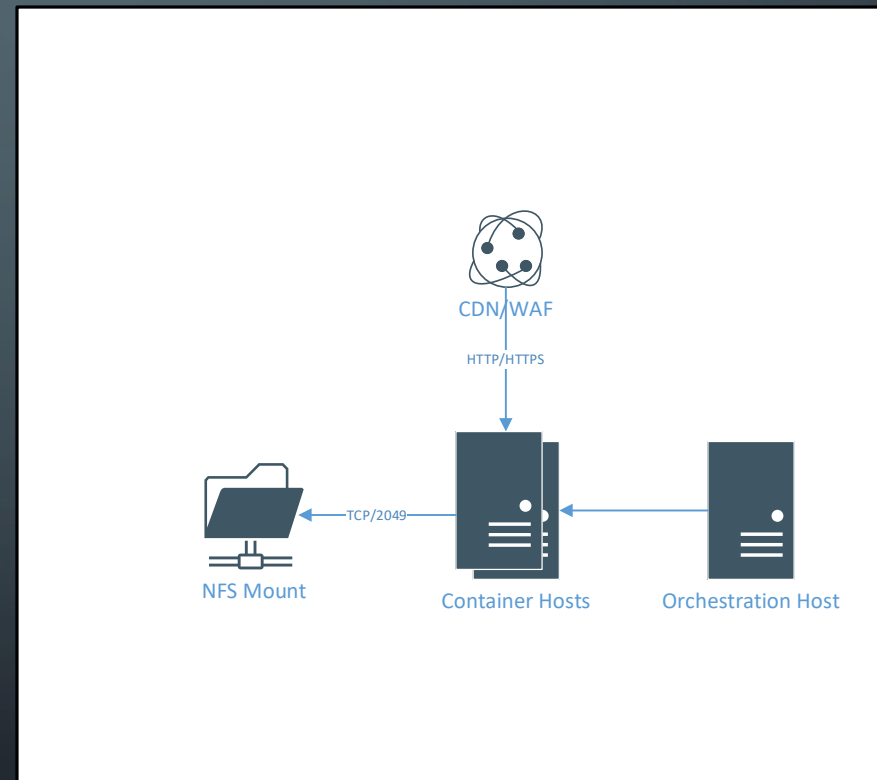 CDN/WAF
HTTP/HTTPS
TCP/2049
NFS Mount
Container Hosts
Orchestration Host